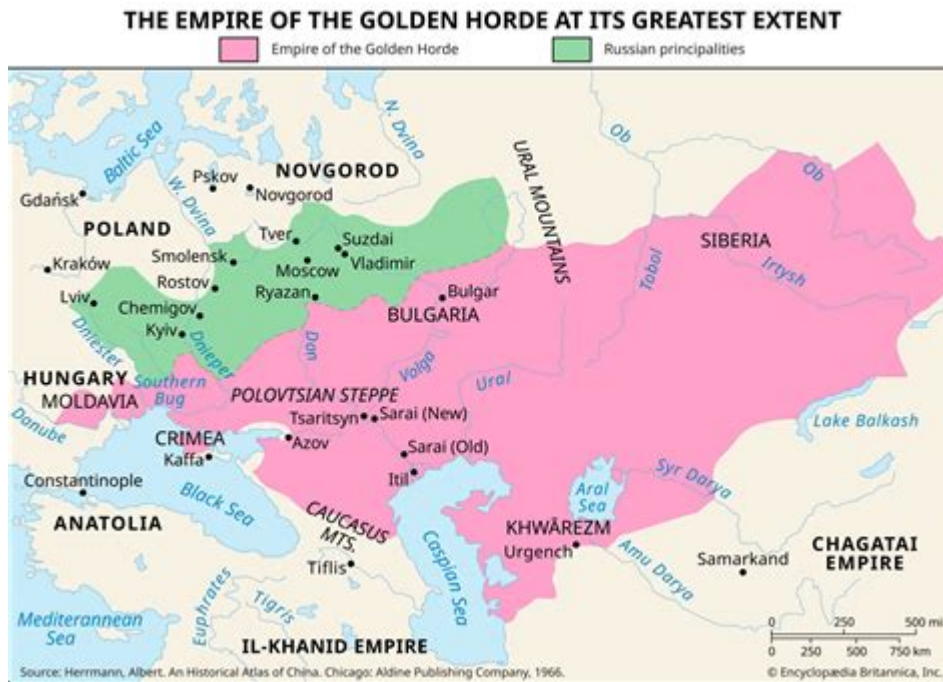 THE EMPIRE OF THE GOLDEN HORDE AT ITS GREATEST EXTENT
Empire of the Golden Horde
Russian principalities
Baltic Sea
N. Dvina
Ob
URAL MOUNTAINS
Ob
Gdańsk
Pskov
NOVGOROD
Novgorod
W. Dvina
POLAND
Tver
Suzdai
SIBERIA
Kraków
Smolensk
Moscow
Vladimir
Tobol
Irtysh
Rostov
Lviv
Ryazan
Bulgar
Chemigov
BULGARIA
Kyiv
Dniester
Dnieper
Don
Volga
Ural
HUNGARY
Southern
Bug
MOLDAVIA
POLOVTSIAN STEPPE
Tsaritsyn
Sarai (New)
Lake Balkash
Danube
CRIMEA
Azov
Sarai (Old)
Kaffa
Itil
Syr Darya
Constantinople
Black Sea
Aral
Sea
ANATOLIA
CAUCASUS
MTS.
Caspian Sea
KHWĀREZM
Urgench
Amu Darya
Samarkand
CHAGATAI
EMPIRE
Tiflis
Euphrates
Tigris
Mediterannean
Sea
IL-KHANID EMPIRE
0 250 500 mi
0 250 500 750 km
Source: Herrmann, Albert. An Historical Atlas of China. Chicago: Aldine Publishing Company, 1966.
© Encyclopædia Britannica, Inc.